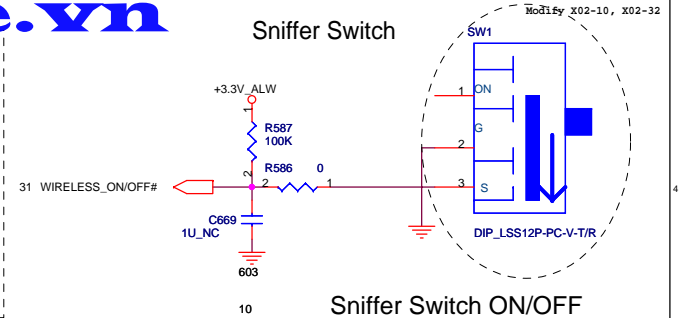 e.vn
Modify X02-10, X02-32
Sniffer Switch
SW1
+3.3V_ALW
1
ON
1
R587
100K
G
2
2
R586 0
31 WIRELESS_ON/OFF#
2
1
3
S
4
C669
1U_NC
DIP_LSS12P-PC-V-T/R
603
10
Sniffer Switch ON/OFF